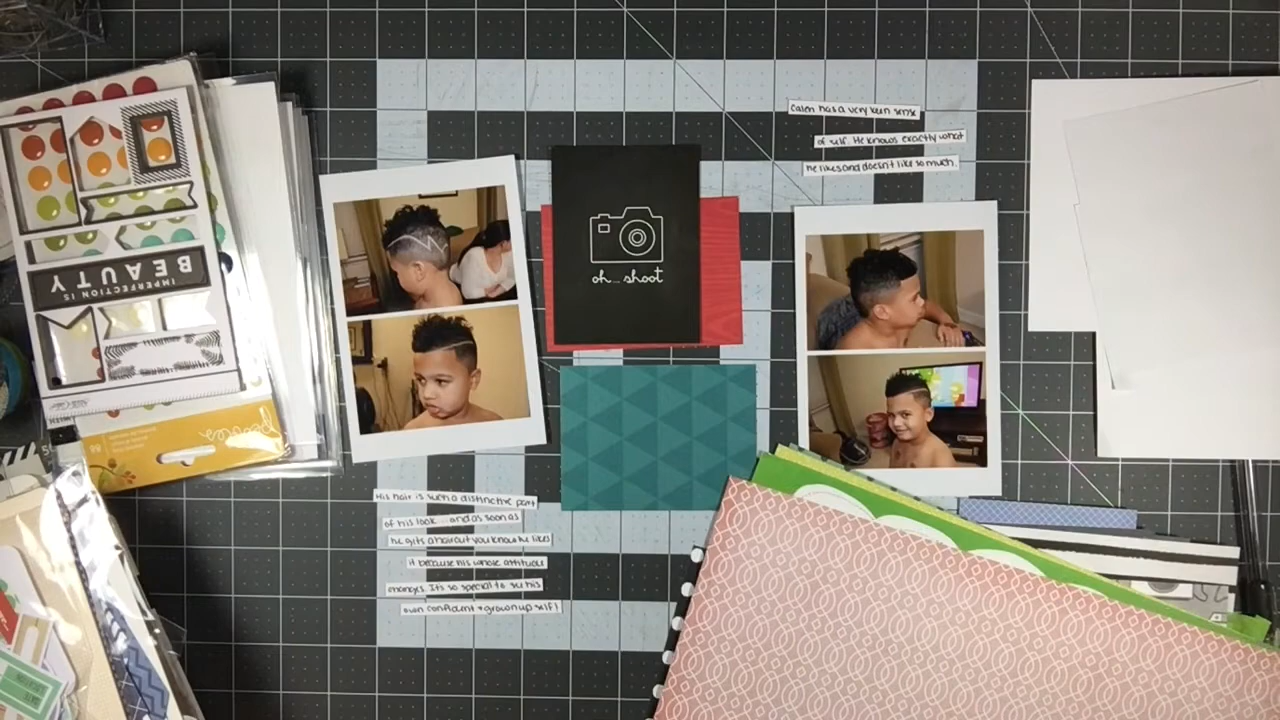 IMPERFECTION IS
BEAUTY
oh... shoot
Calen has a very keen sense
of self. He knows exactly what
he likes and doesn't like so much.
His hair is such a distinctive part
of his look... and as soon as
he gets a haircut you know he likes
it because his whole attitude
changes. It's so special to see his
own confident + grown up self!